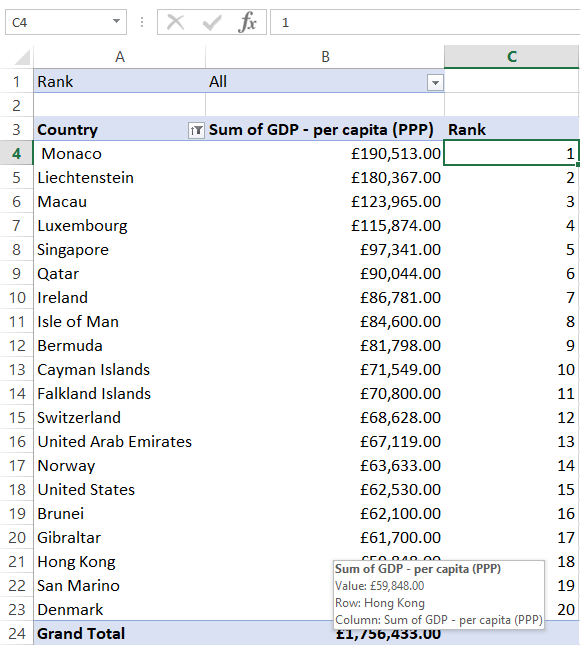 C4 fx 1
A B C
1 Rank All
2
3 Country Sum of GDP - per capita (PPP) Rank
4 Monaco £190,513.00 1
5 Liechtenstein £180,367.00 2
6 Macau £123,965.00 3
7 Luxembourg £115,874.00 4
8 Singapore £97,341.00 5
9 Qatar £90,044.00 6
10 Ireland £86,781.00 7
11 Isle of Man £84,600.00 8
12 Bermuda £81,798.00 9
13 Cayman Islands £71,549.00 10
14 Falkland Islands £70,800.00 11
15 Switzerland £68,628.00 12
16 United Arab Emirates £67,119.00 13
17 Norway £63,633.00 14
18 United States £62,530.00 15
19 Brunei £62,100.00 16
20 Gibraltar £61,700.00 17
21 Hong Kong £59,848.00 18
Sum of GDP - per capita (PPP)
Value: £59,848.00
Row: Hong Kong
Column: Sum of GDP - per capita (PPP)
22 San Marino 19
23 Denmark 20
24 Grand Total £1,756,433.00